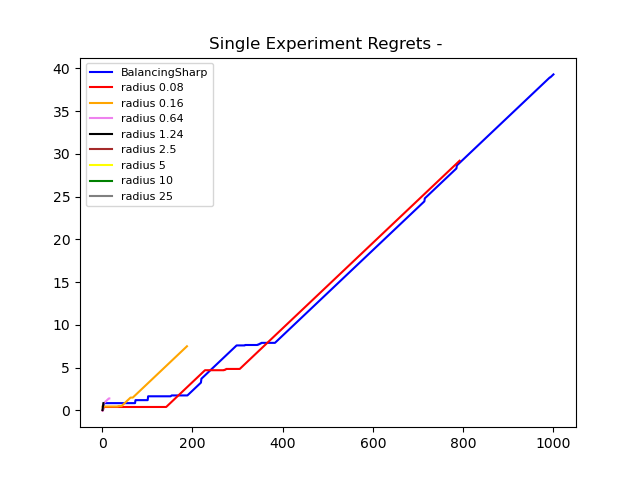 Single Experiment Regrets -
BalancingSharp
radius 0.08
radius 0.16
radius 0.64
radius 1.24
radius 2.5
radius 5
radius 10
radius 25
40
35
30
25
20
15
10
5
0
0 200 400 600 800 1000